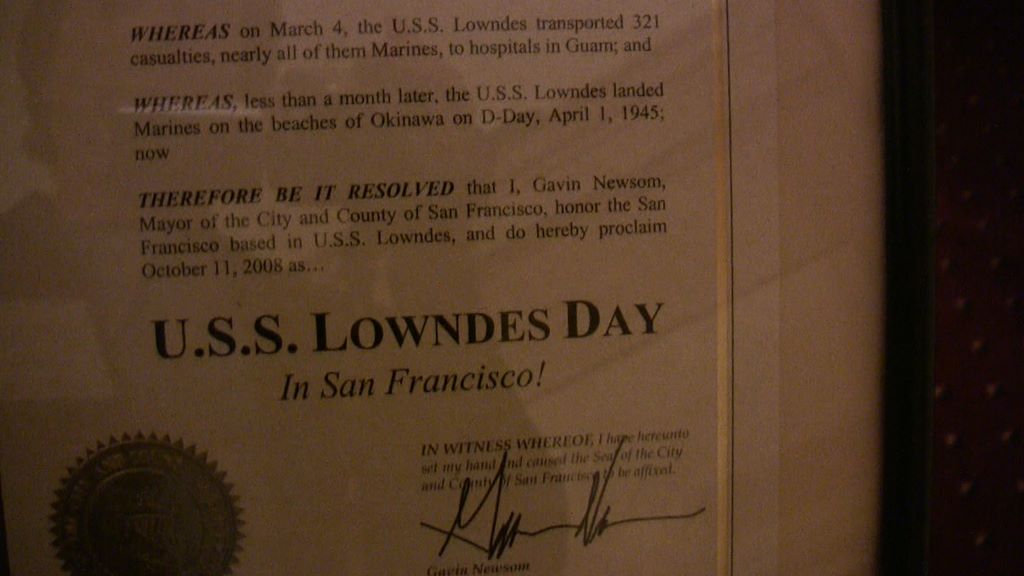 WHEREAS on March 4, the U.S.S. Lowndes transported 321
casualties, nearly all of them Marines, to hospitals in Guam; and
WHEREAS, less than a month later, the U.S.S. Lowndes landed
Marines on the beaches of Okinawa on D-Day, April 1, 1945;
now
THEREFORE BE IT RESOLVED that I, Gavin Newsom,
Mayor of the City and County of San Francisco, honor the San
Francisco based in U.S.S. Lowndes, and do hereby proclaim
October 11, 2008 as...
U.S.S. LOWNDES DAY
In San Francisco!
IN WITNESS WHEREOF, I have hereunto
set my hand and caused the Seal of the City
and County of San Francisco to be affixed.
Gavin Newsom